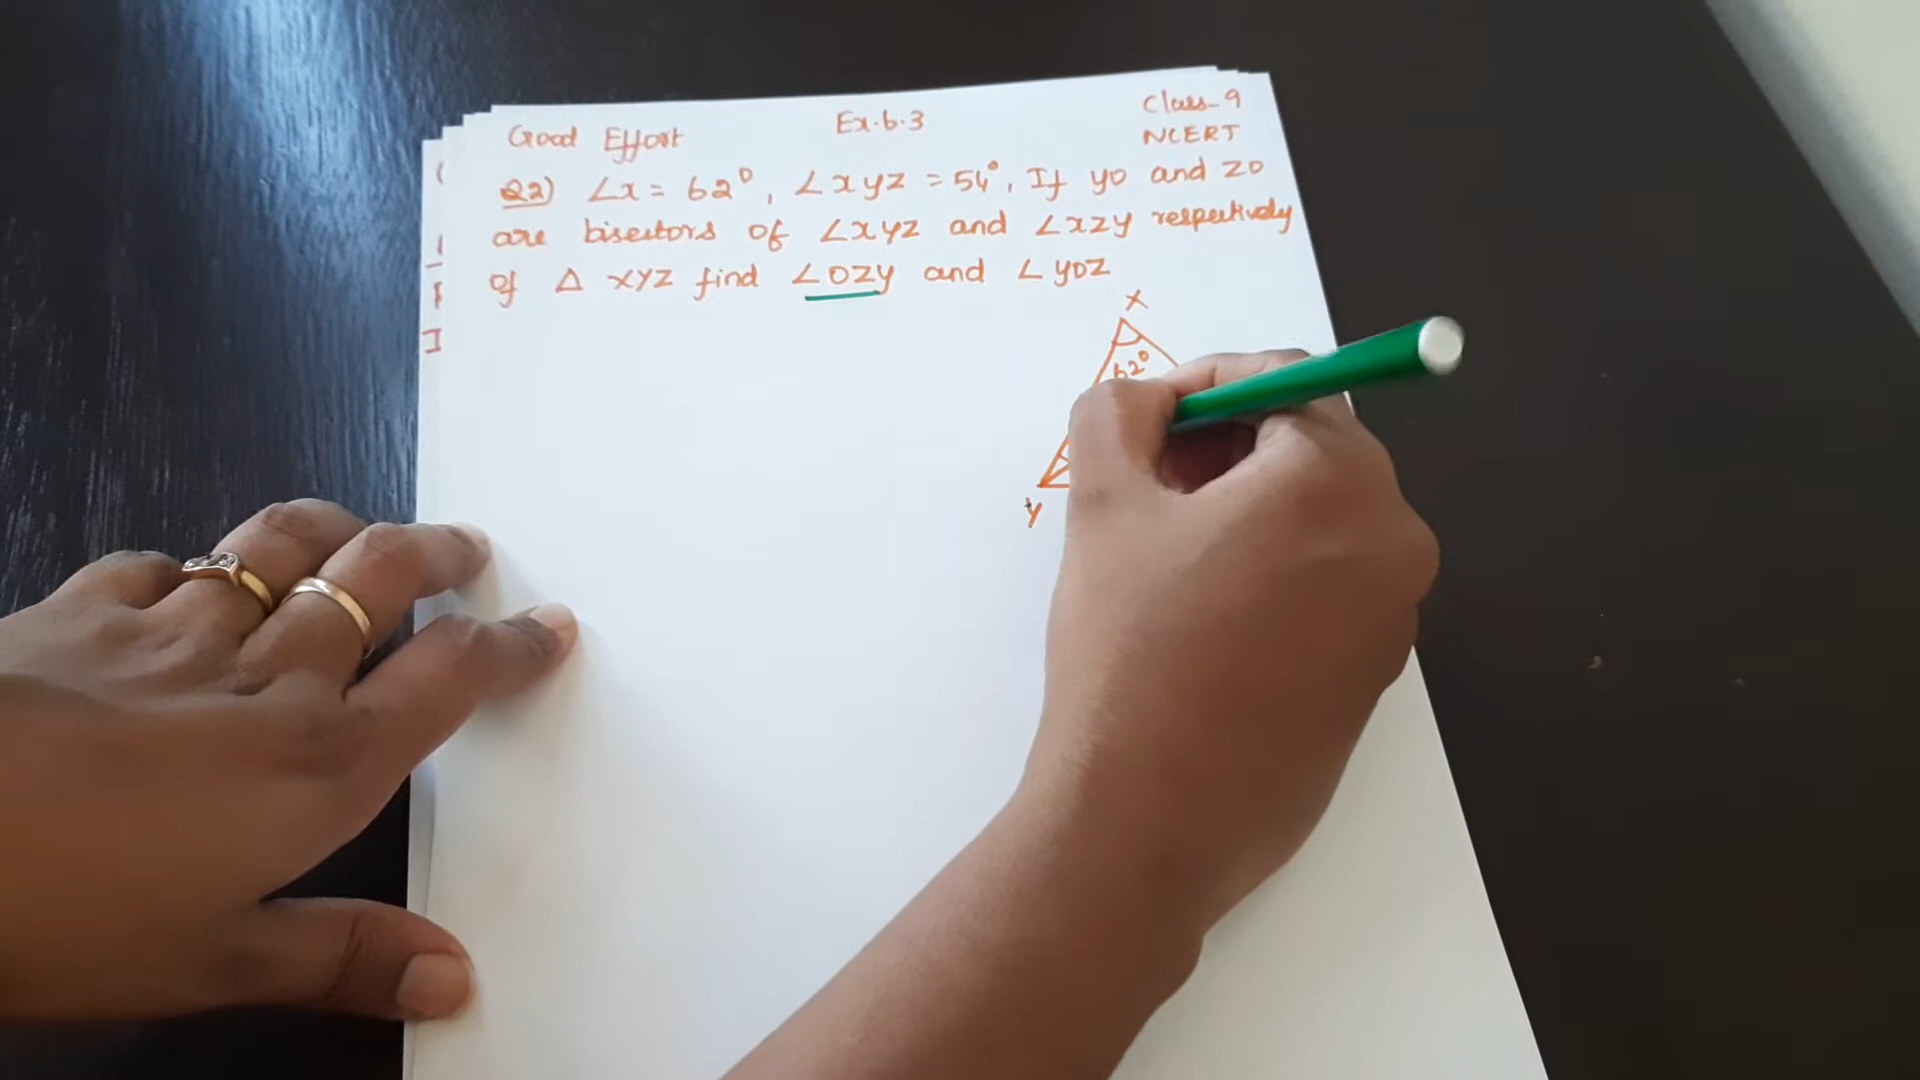 Good Effort Ex.6.3 Class-9
NCERT
Q2) ∠x = 62°, ∠xyz = 54°, If yo and zo
are bisectors of ∠xyz and ∠xzy respectively
of Δ XYZ find ∠OZY and ∠YOZ
X
62°
Y